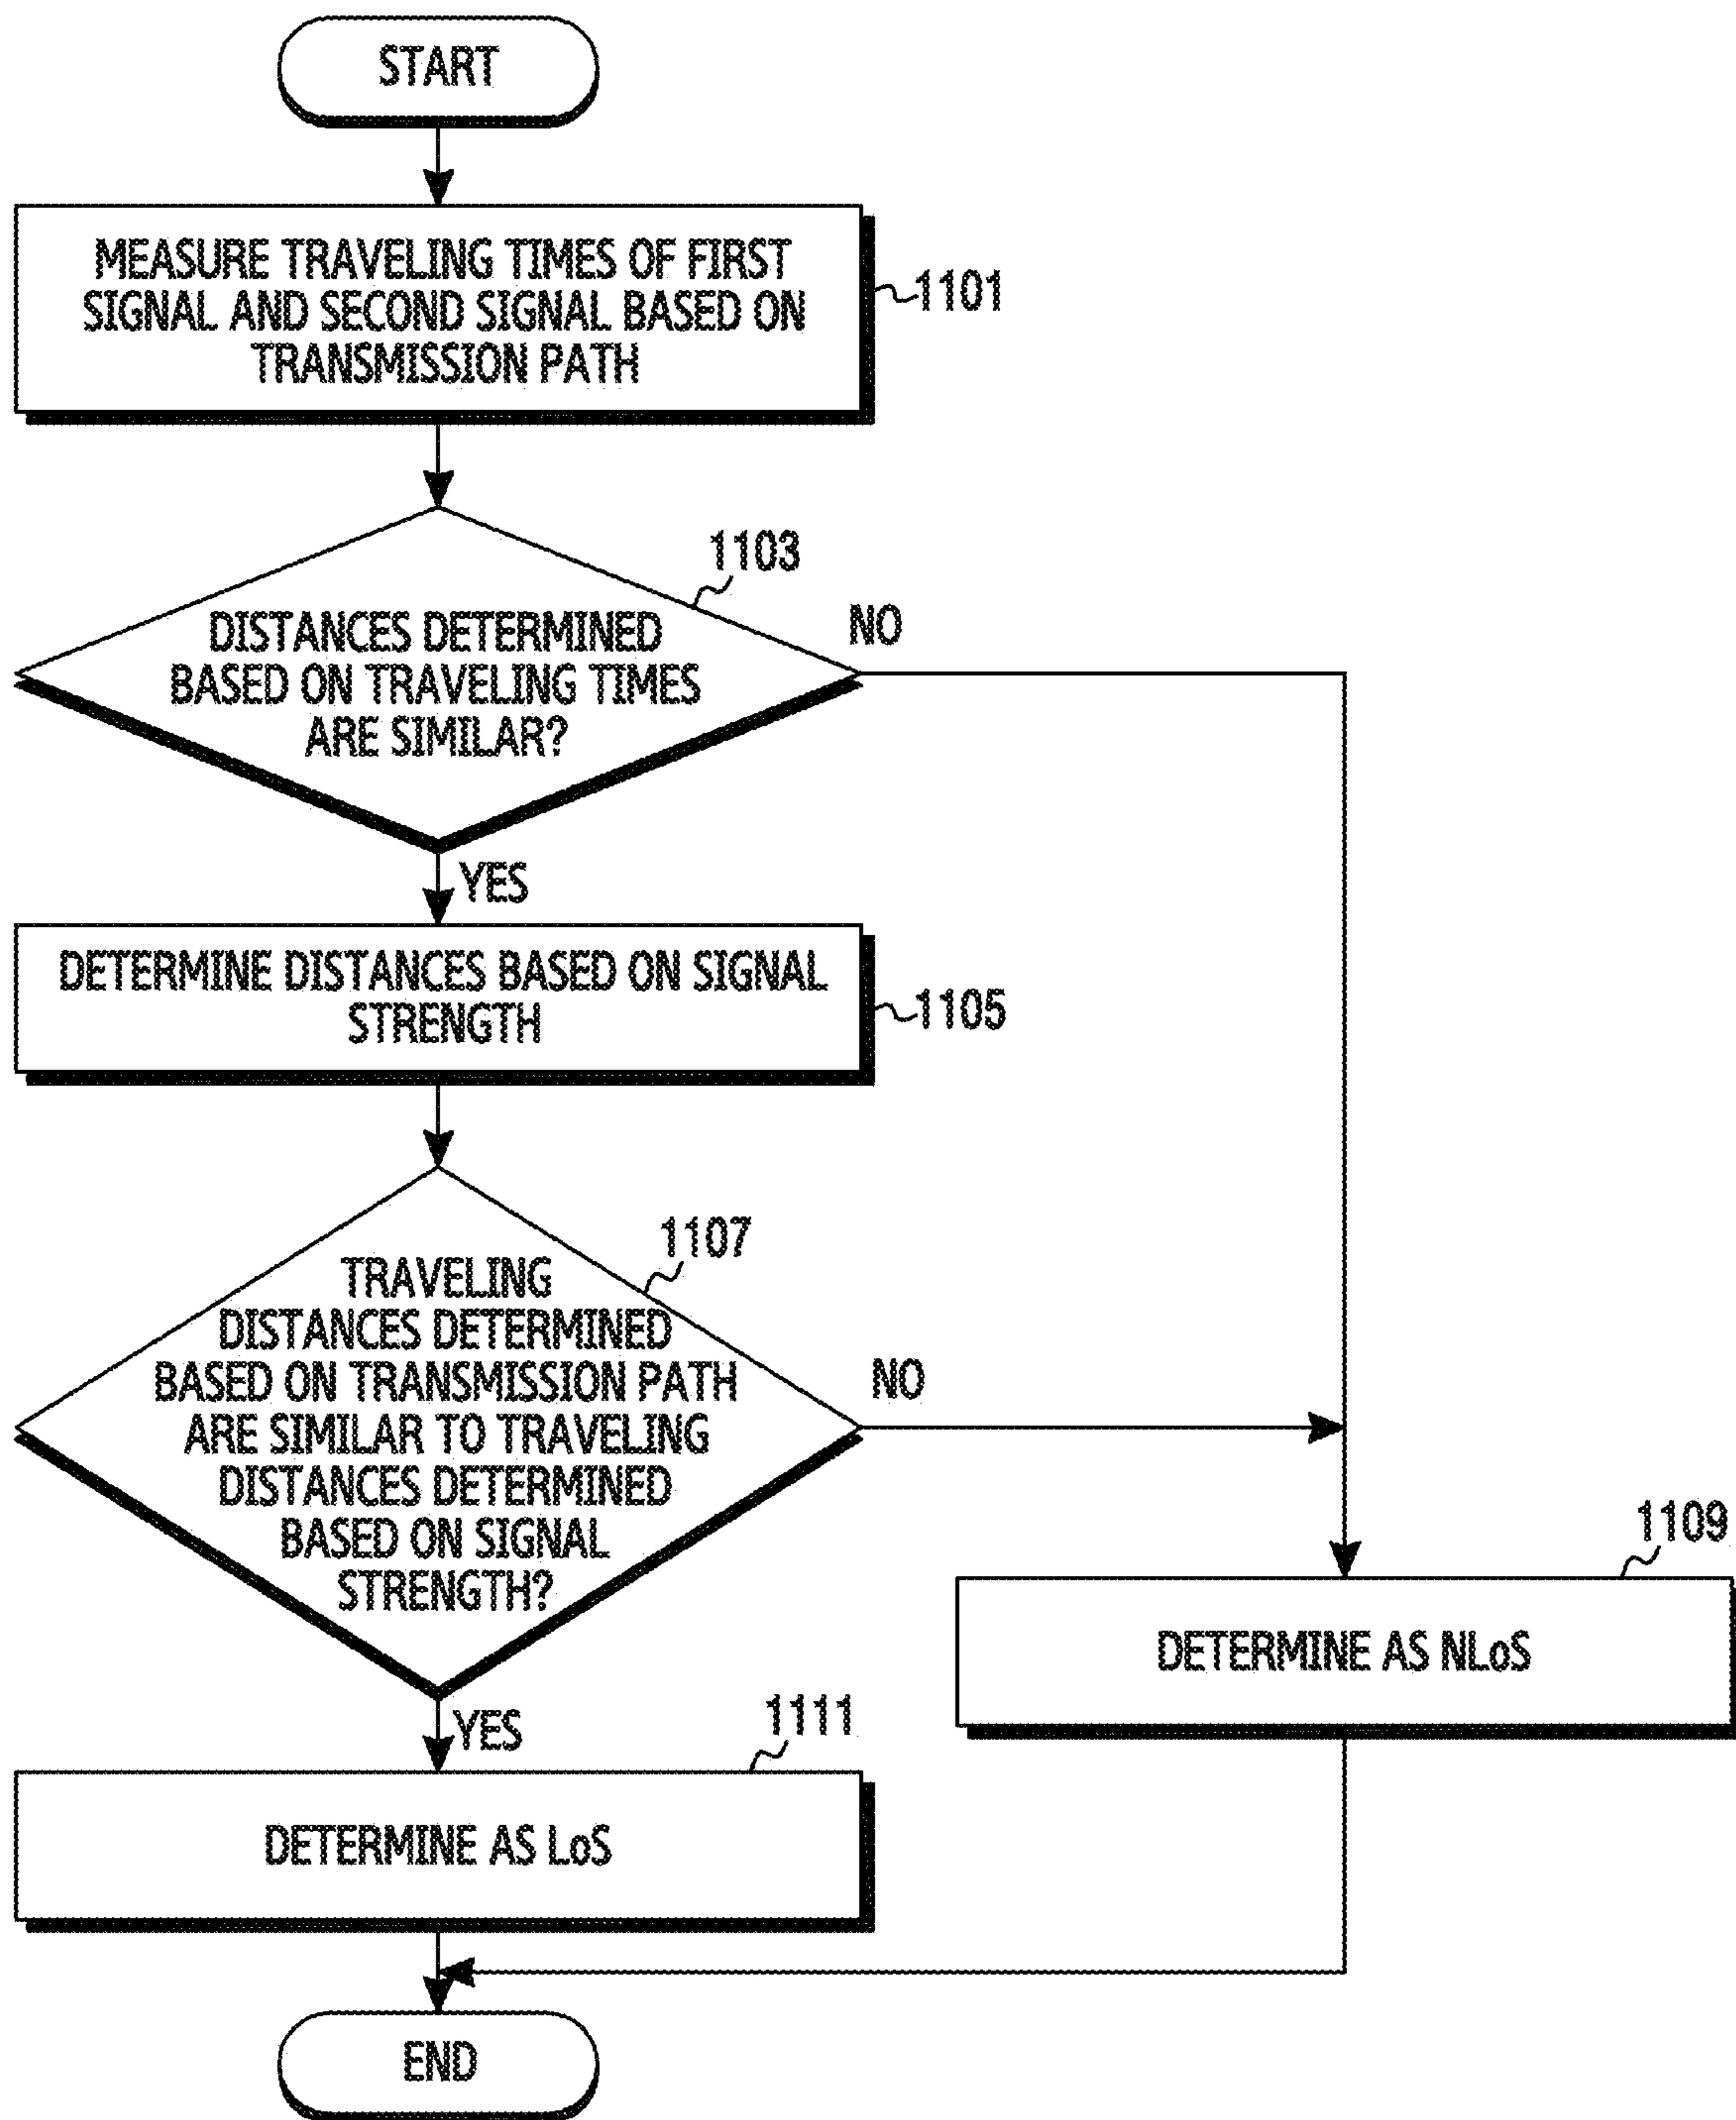 START
MEASURE TRAVELING TIMES OF FIRST
SIGNAL AND SECOND SIGNAL BASED ON
TRANSMISSION PATH
1101
1103
DISTANCES DETERMINED
BASED ON TRAVELING TIMES
ARE SIMILAR?
NO
YES
DETERMINE DISTANCES BASED ON SIGNAL
STRENGTH
1105
1107
TRAVELING
DISTANCES DETERMINED
BASED ON TRANSMISSION PATH
ARE SIMILAR TO TRAVELING
DISTANCES DETERMINED
BASED ON SIGNAL
STRENGTH?
NO
1109
DETERMINE AS NLoS
YES
1111
DETERMINE AS LoS
END